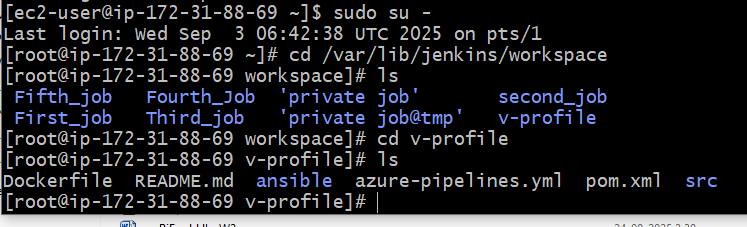 [ec2-user@ip-172-31-88-69 ~]$ sudo su -
Last login: Wed Sep  3 06:42:38 UTC 2025 on pts/1
[root@ip-172-31-88-69 ~]# cd /var/lib/jenkins/workspace
[root@ip-172-31-88-69 workspace]# ls
 Fifth_job   Fourth_Job  'private job'       second_job
 First_job   Third_job   'private job@tmp'   v-profile
[root@ip-172-31-88-69 workspace]# cd v-profile
[root@ip-172-31-88-69 v-profile]# ls
Dockerfile  README.md  ansible  azure-pipelines.yml  pom.xml  src
[root@ip-172-31-88-69 v-profile]#